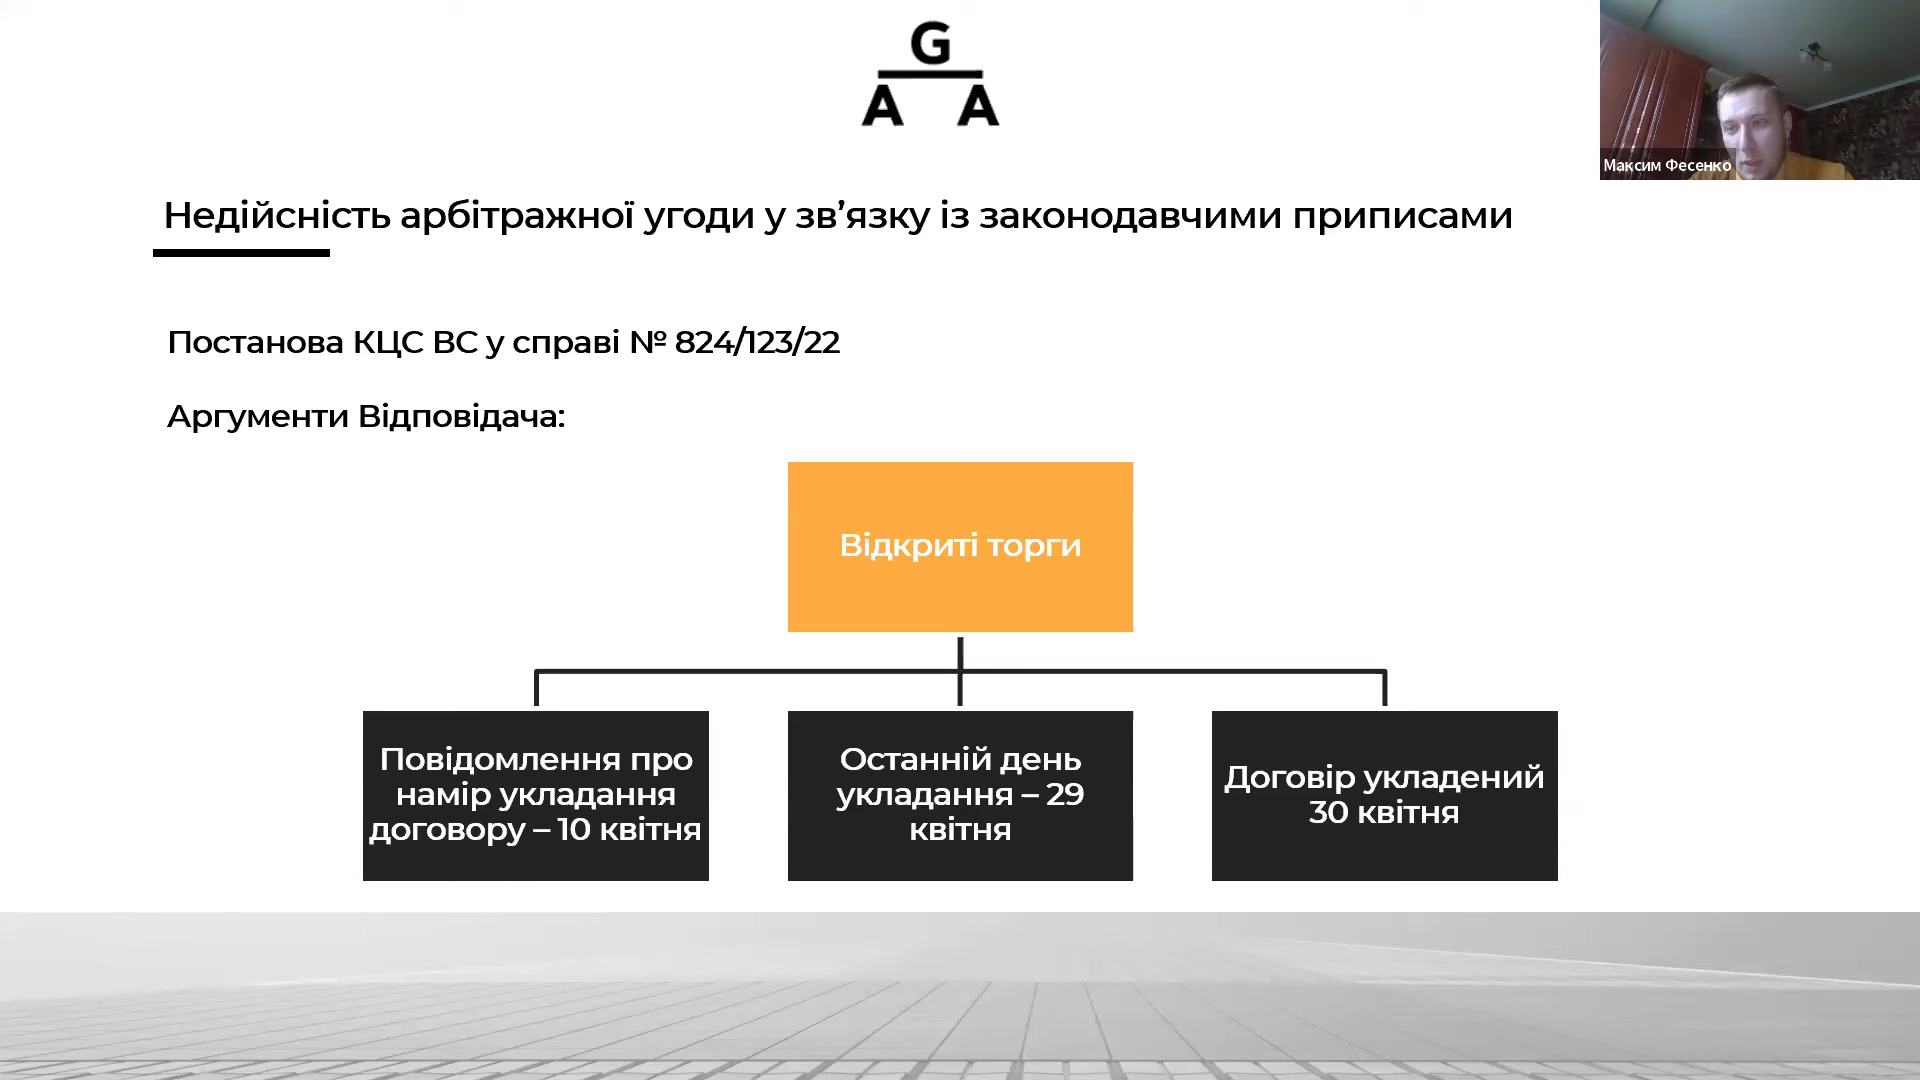 G
A A
Максим Фесенко
Недійсність арбітражної угоди у зв’язку із законодавчими приписами
Постанова КЦС ВС у справі № 824/123/22
Аргументи Відповідача:
Відкриті торги
Повідомлення про
намір укладання
договору – 10 квітня
Останній день
укладання – 29
квітня
Договір укладений
30 квітня